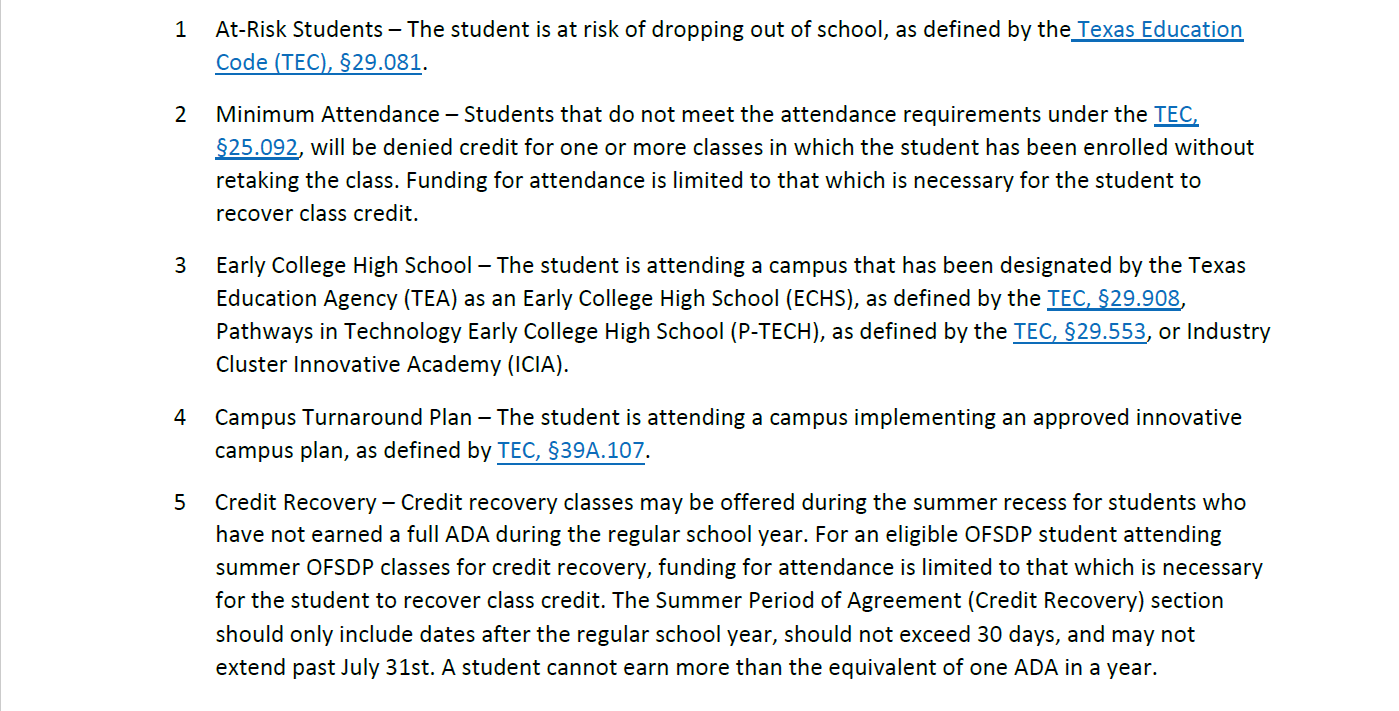 1 At-Risk Students – The student is at risk of dropping out of school, as defined by the Texas Education
Code (TEC), §29.081.
2 Minimum Attendance – Students that do not meet the attendance requirements under the TEC,
§25.092, will be denied credit for one or more classes in which the student has been enrolled without
retaking the class. Funding for attendance is limited to that which is necessary for the student to
recover class credit.
3 Early College High School – The student is attending a campus that has been designated by the Texas
Education Agency (TEA) as an Early College High School (ECHS), as defined by the TEC, §29.908,
Pathways in Technology Early College High School (P-TECH), as defined by the TEC, §29.553, or Industry
Cluster Innovative Academy (ICIA).
4 Campus Turnaround Plan – The student is attending a campus implementing an approved innovative
campus plan, as defined by TEC, §39A.107.
5 Credit Recovery – Credit recovery classes may be offered during the summer recess for students who
have not earned a full ADA during the regular school year. For an eligible OFSDP student attending
summer OFSDP classes for credit recovery, funding for attendance is limited to that which is necessary
for the student to recover class credit. The Summer Period of Agreement (Credit Recovery) section
should only include dates after the regular school year, should not exceed 30 days, and may not
extend past July 31st. A student cannot earn more than the equivalent of one ADA in a year.